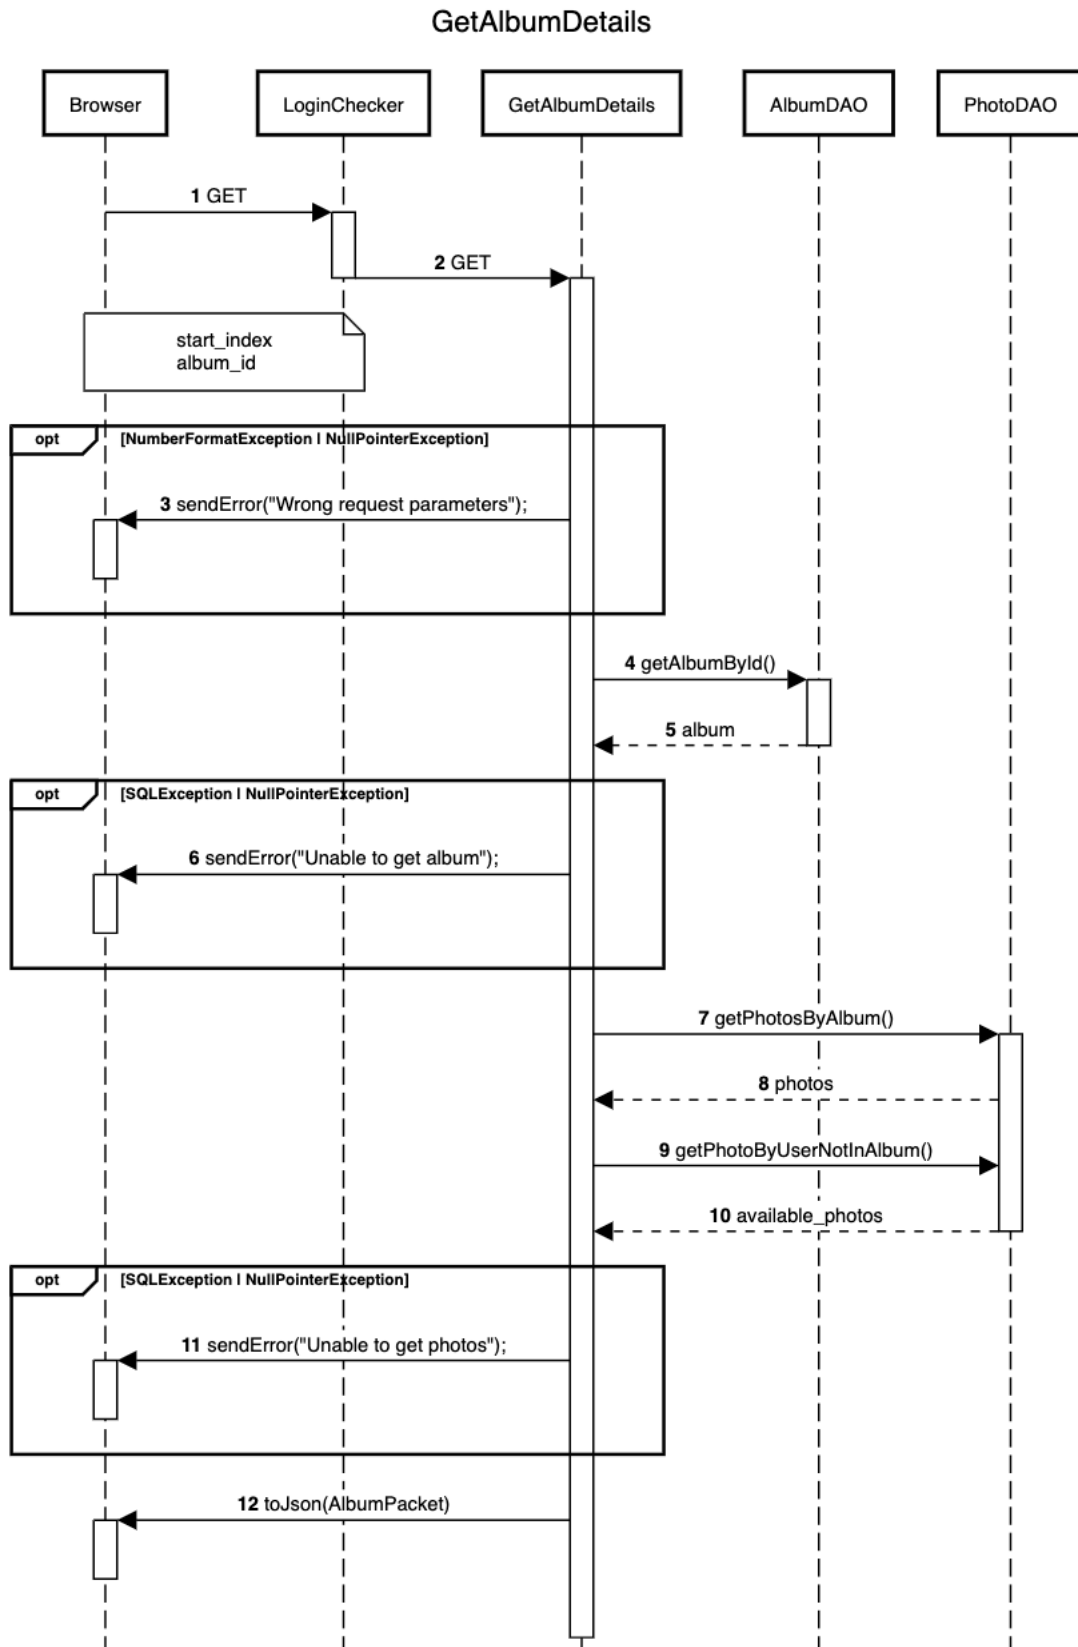 GetAlbumDetails
Browser
LoginChecker
GetAlbumDetails
AlbumDAO
PhotoDAO
1 GET
2 GET
start_index
album_id
opt
[NumberFormatException | NullPointerException]
3 sendError("Wrong request parameters");
4 getAlbumById()
5 album
opt
[SQLException | NullPointerException]
6 sendError("Unable to get album");
7 getPhotosByAlbum()
8 photos
9 getPhotoByUserNotInAlbum()
10 available_photos
opt
[SQLException | NullPointerException]
11 sendError("Unable to get photos");
12 toJson(AlbumPacket)